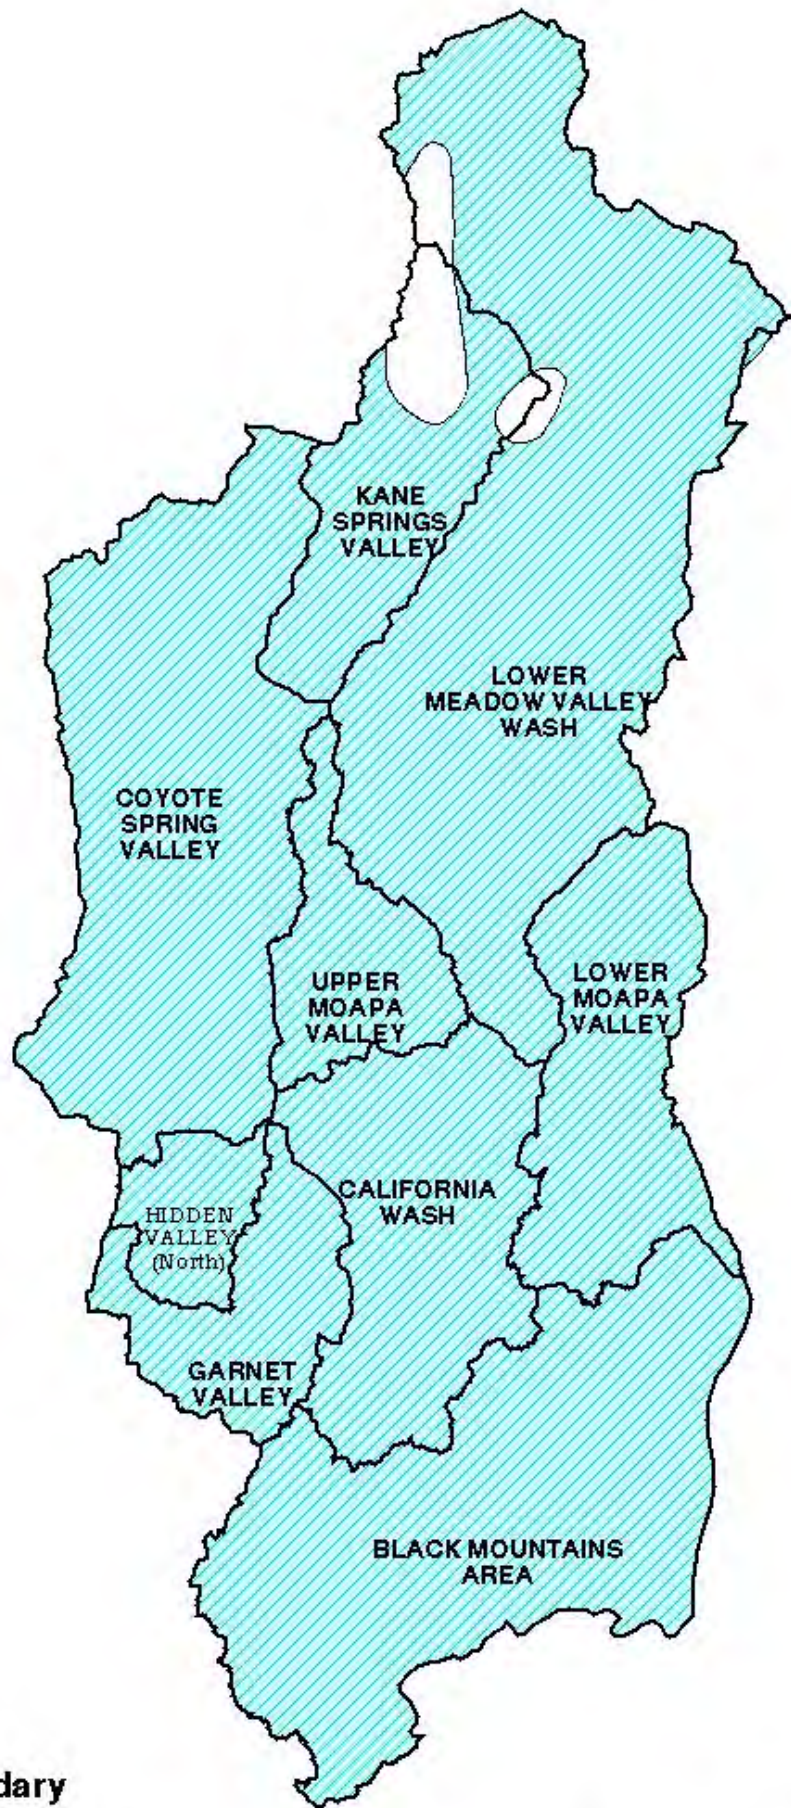 KANE
SPRINGS
VALLEY
LOWER
MEADOW VALLEY
WASH
COYOTE
SPRING
VALLEY
UPPER
MOAPA
VALLEY
LOWER
MOAPA
VALLEY
CALIFORNIA
WASH
HIDDEN
VALLEY
(North)
GARNET
VALLEY
BLACK MOUNTAINS
AREA
dary